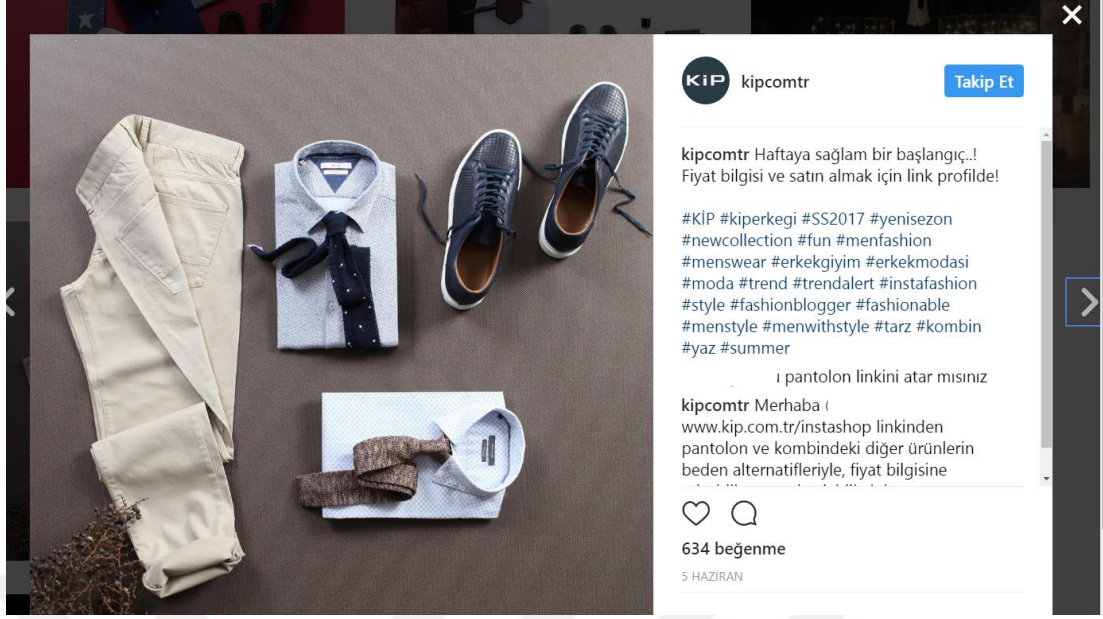 KiP
kipcomtr
Takip Et
kipcomtr Haftaya sağlam bir başlangıç..!
Fiyat bilgisi ve satın almak için link profilde!
#KİP #kiperkegi #SS2017 #yenisezon
#newcollection #fun #menfashion
#menswear #erkekgiyim #erkekmodasi
#moda #trend #trendalert #instafashion
#style #fashionblogger #fashionable
#menstyle #menwithstyle #tarz #kombin
#yaz #summer
pantolon linkini atar mısınız
kipcomtr Merhaba
www.kip.com.tr/instashop linkinden
pantolon ve kombindeki diğer ürünlerin
beden alternatifleriyle, fiyat bilgisine
634 beğenme
5 HAZİRAN